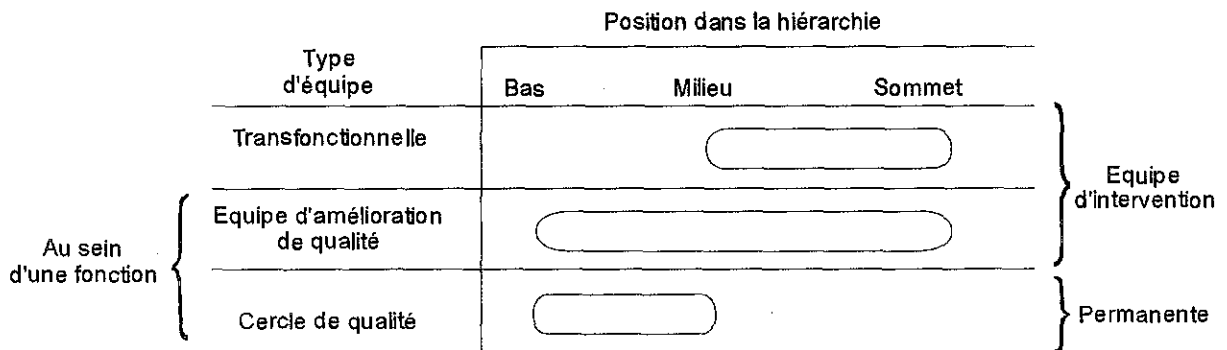 Position dans la hiérarchie
Type
d'équipe
Bas Milieu Sommet
Transfonctionnelle
Equipe d'amélioration
de qualité
Cercle de qualité
Au sein
d'une fonction
Equipe
d'intervention
Permanente